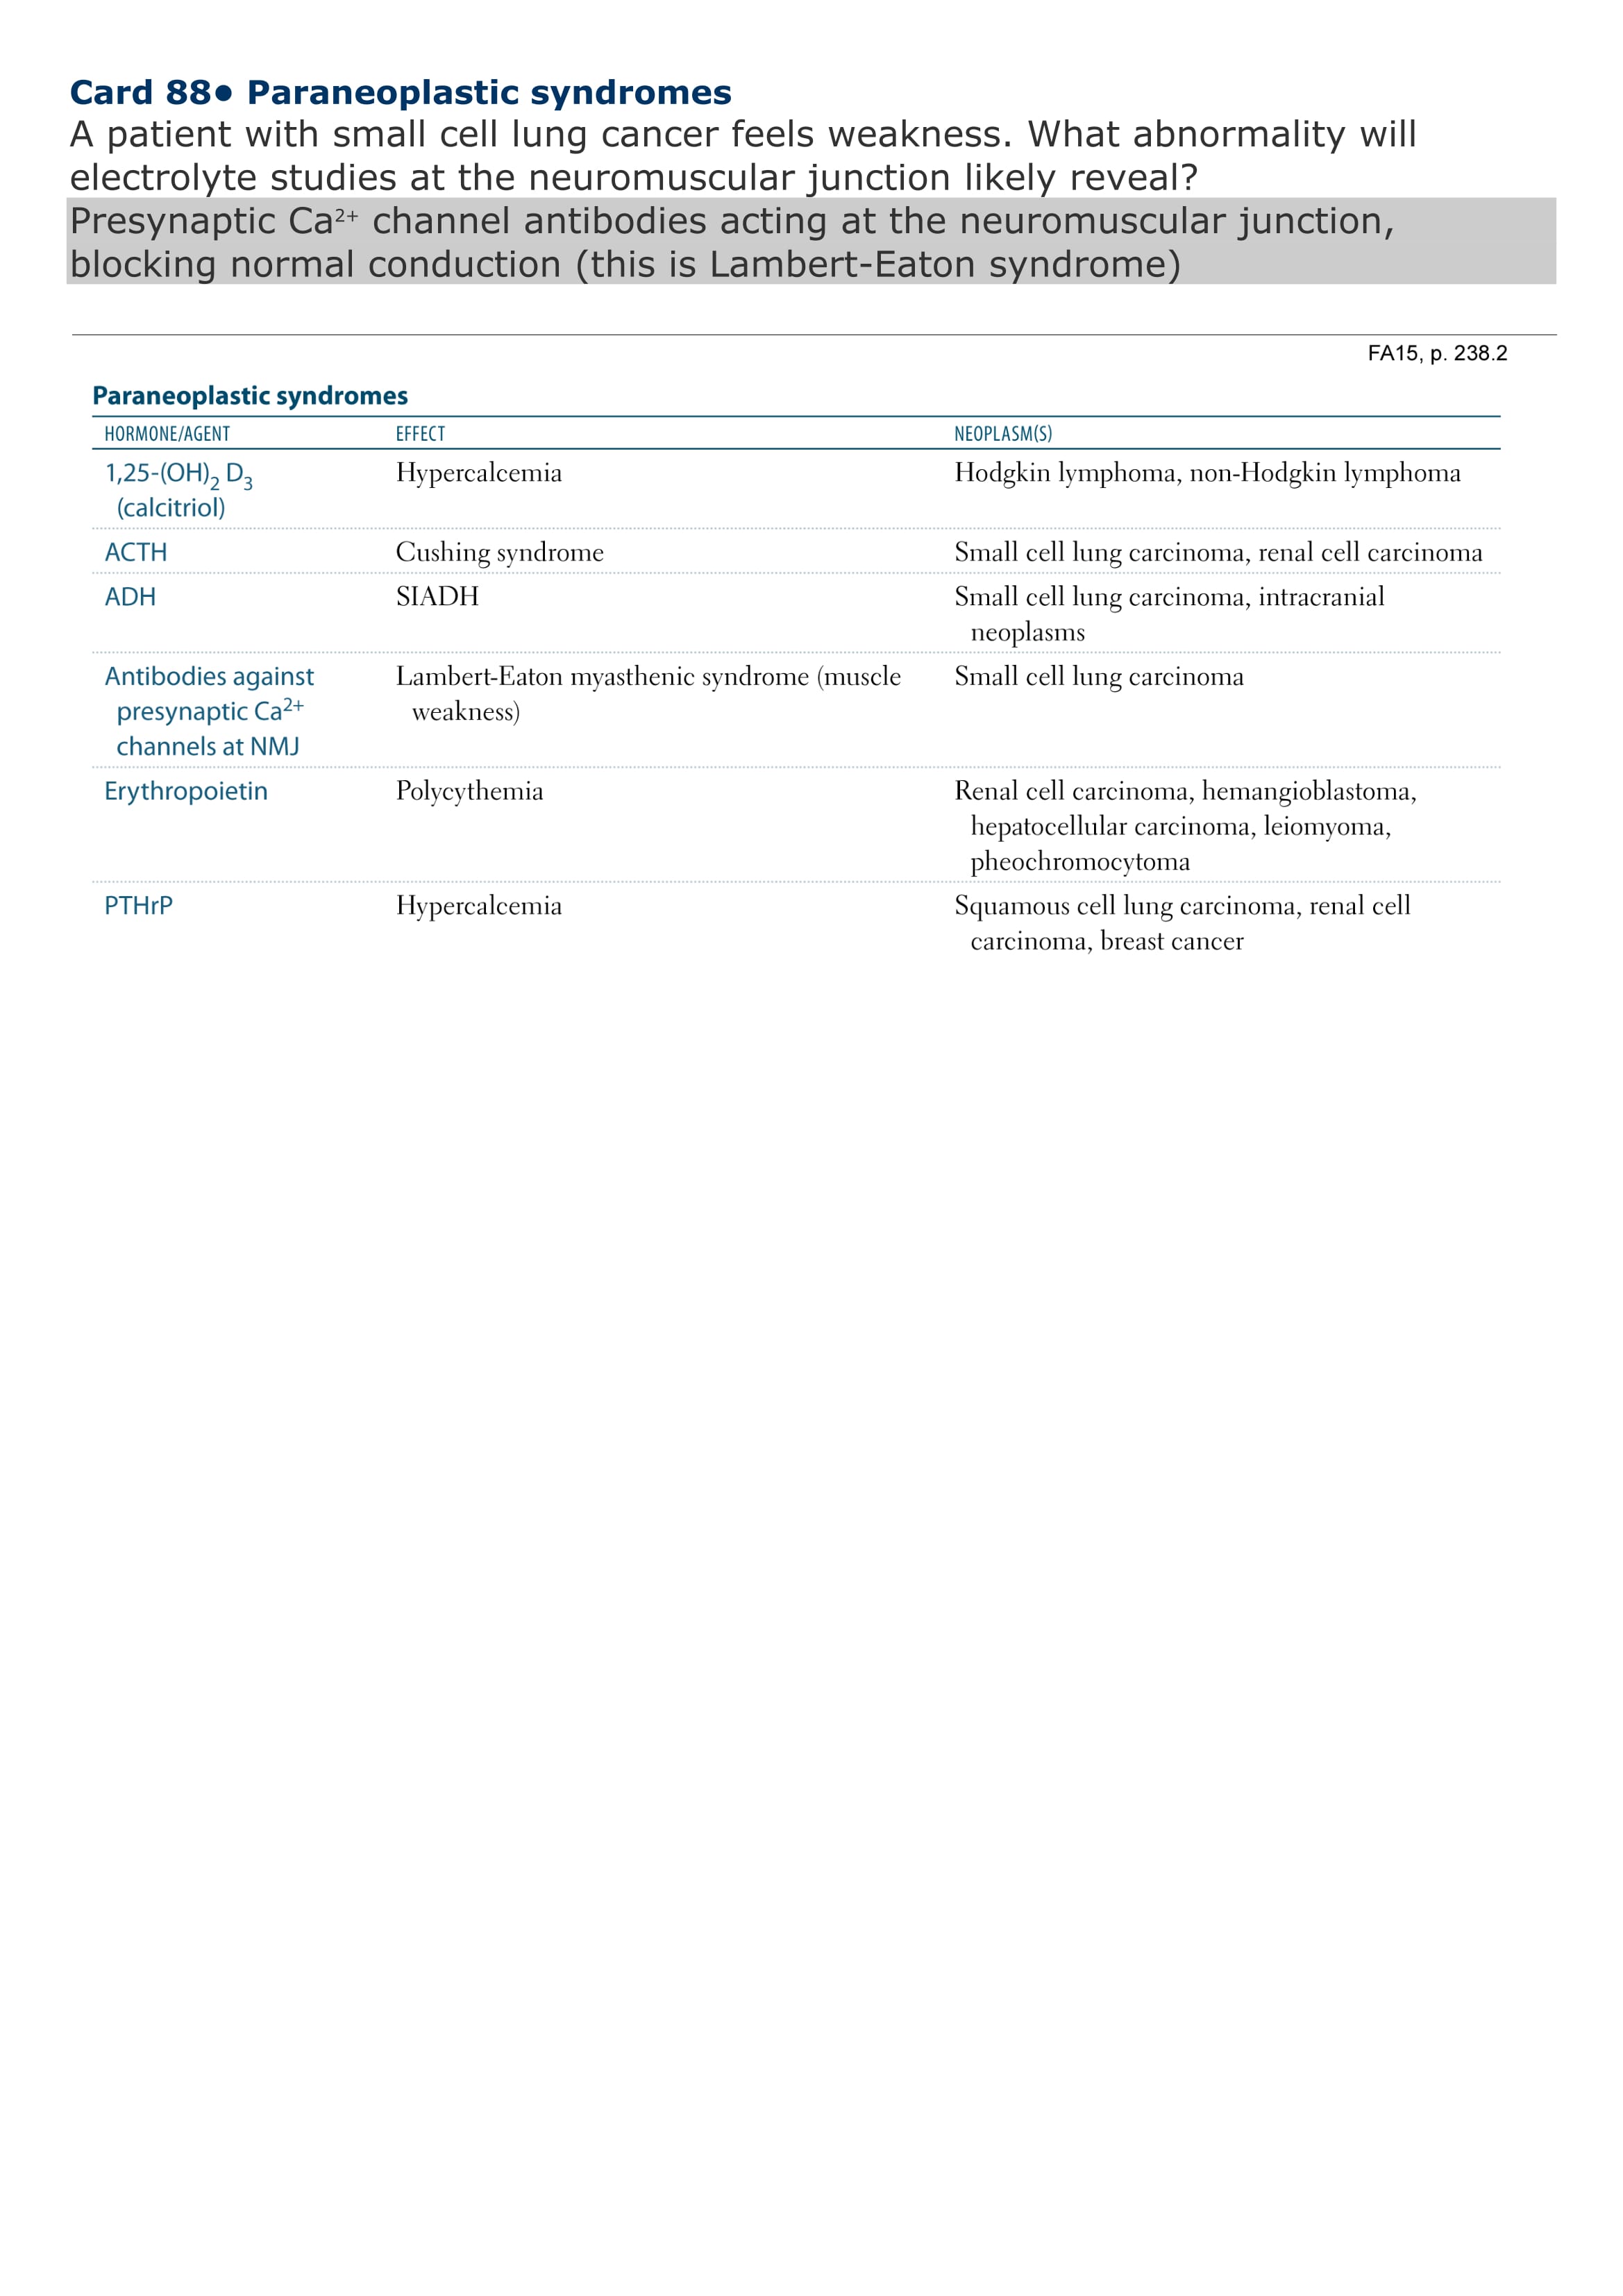 Card 88● Paraneoplastic syndromes
A patient with small cell lung cancer feels weakness. What abnormality will
electrolyte studies at the neuromuscular junction likely reveal?
Presynaptic Ca²⁺ channel antibodies acting at the neuromuscular junction,
blocking normal conduction (this is Lambert-Eaton syndrome)
FA15, p. 238.2
Paraneoplastic syndromes
HORMONE/AGENT EFFECT NEOPLASM(S)
1,25-(OH)₂ D₃ Hypercalcemia Hodgkin lymphoma, non-Hodgkin lymphoma
(calcitriol)
ACTH Cushing syndrome Small cell lung carcinoma, renal cell carcinoma
ADH SIADH Small cell lung carcinoma, intracranial
neoplasms
Antibodies against Lambert-Eaton myasthenic syndrome (muscle Small cell lung carcinoma
presynaptic Ca²⁺ weakness)
channels at NMJ
Erythropoietin Polycythemia Renal cell carcinoma, hemangioblastoma,
hepatocellular carcinoma, leiomyoma,
pheochromocytoma
PTHrP Hypercalcemia Squamous cell lung carcinoma, renal cell
carcinoma, breast cancer